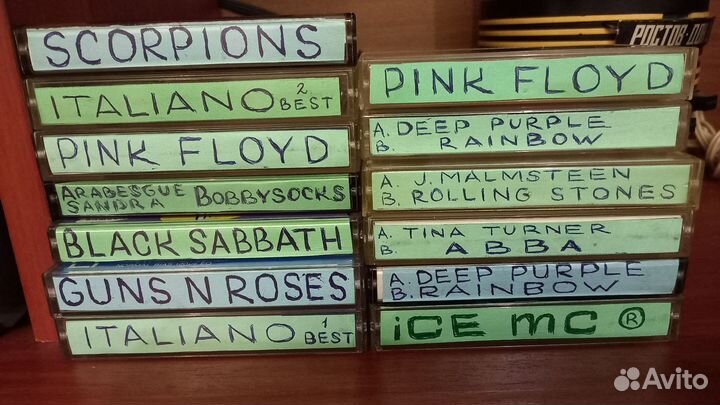 SCORPIONS
ITALIANO 2 BEST
PINK FLOYD
ARABESGUE
SANDRA BOBBYSOCKS
BLACK SABBATH
GUNS N ROSES
ITALIANO 1 BEST
PINK FLOYD
A. DEEP PURPLE
B. RAINBOW
A. J. MALMSTEEN
B. ROLLING STONES
A. TINA TURNER
B. ABBA
A. DEEP PURPLE
B. RAINBOW
iCE MC ®
РОСТОВ-
Avito